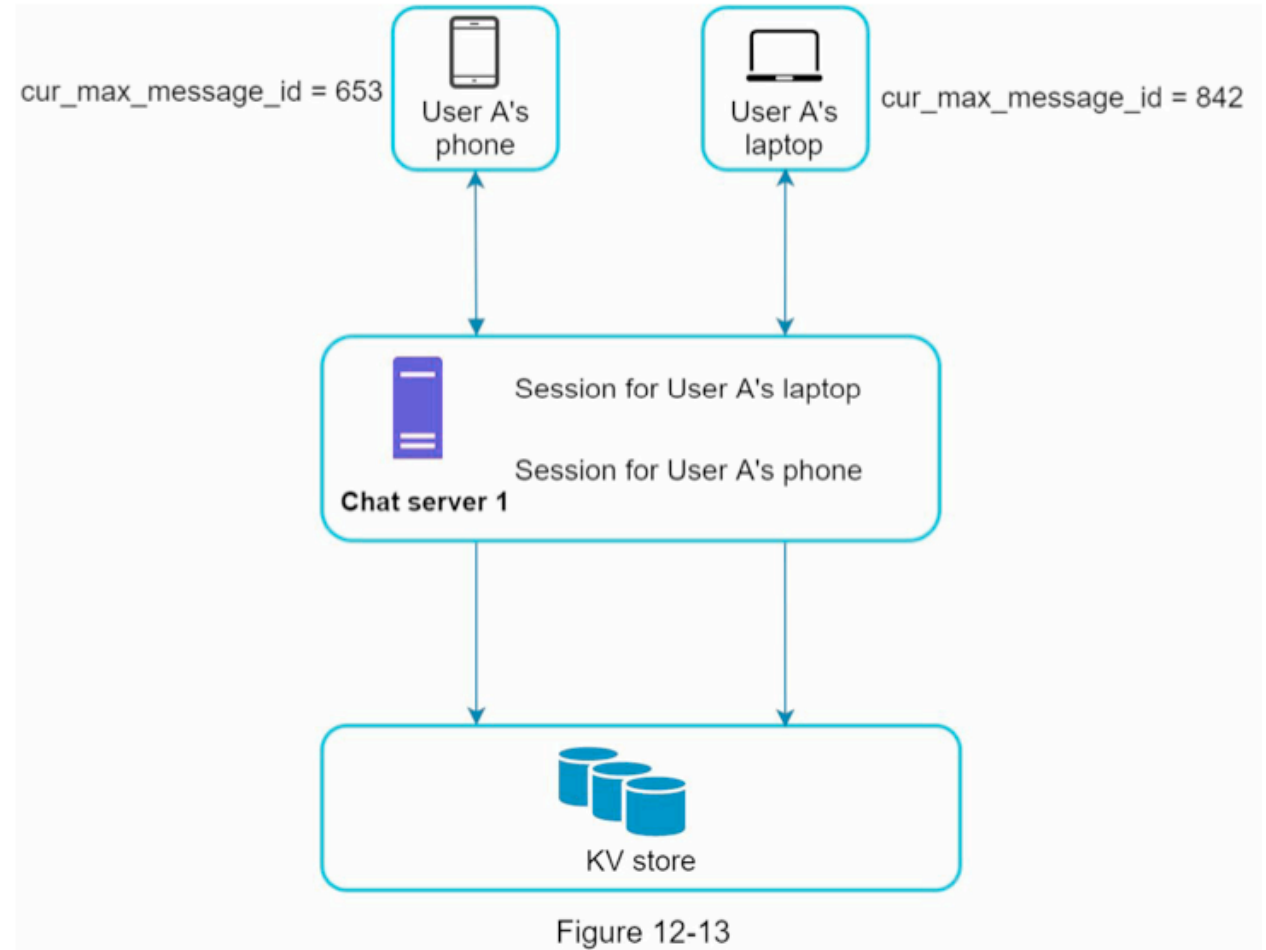 cur_max_message_id = 653
User A's
phone
User A's
laptop
cur_max_message_id = 842
Session for User A's laptop
Session for User A's phone
Chat server 1
KV store
Figure 12-13